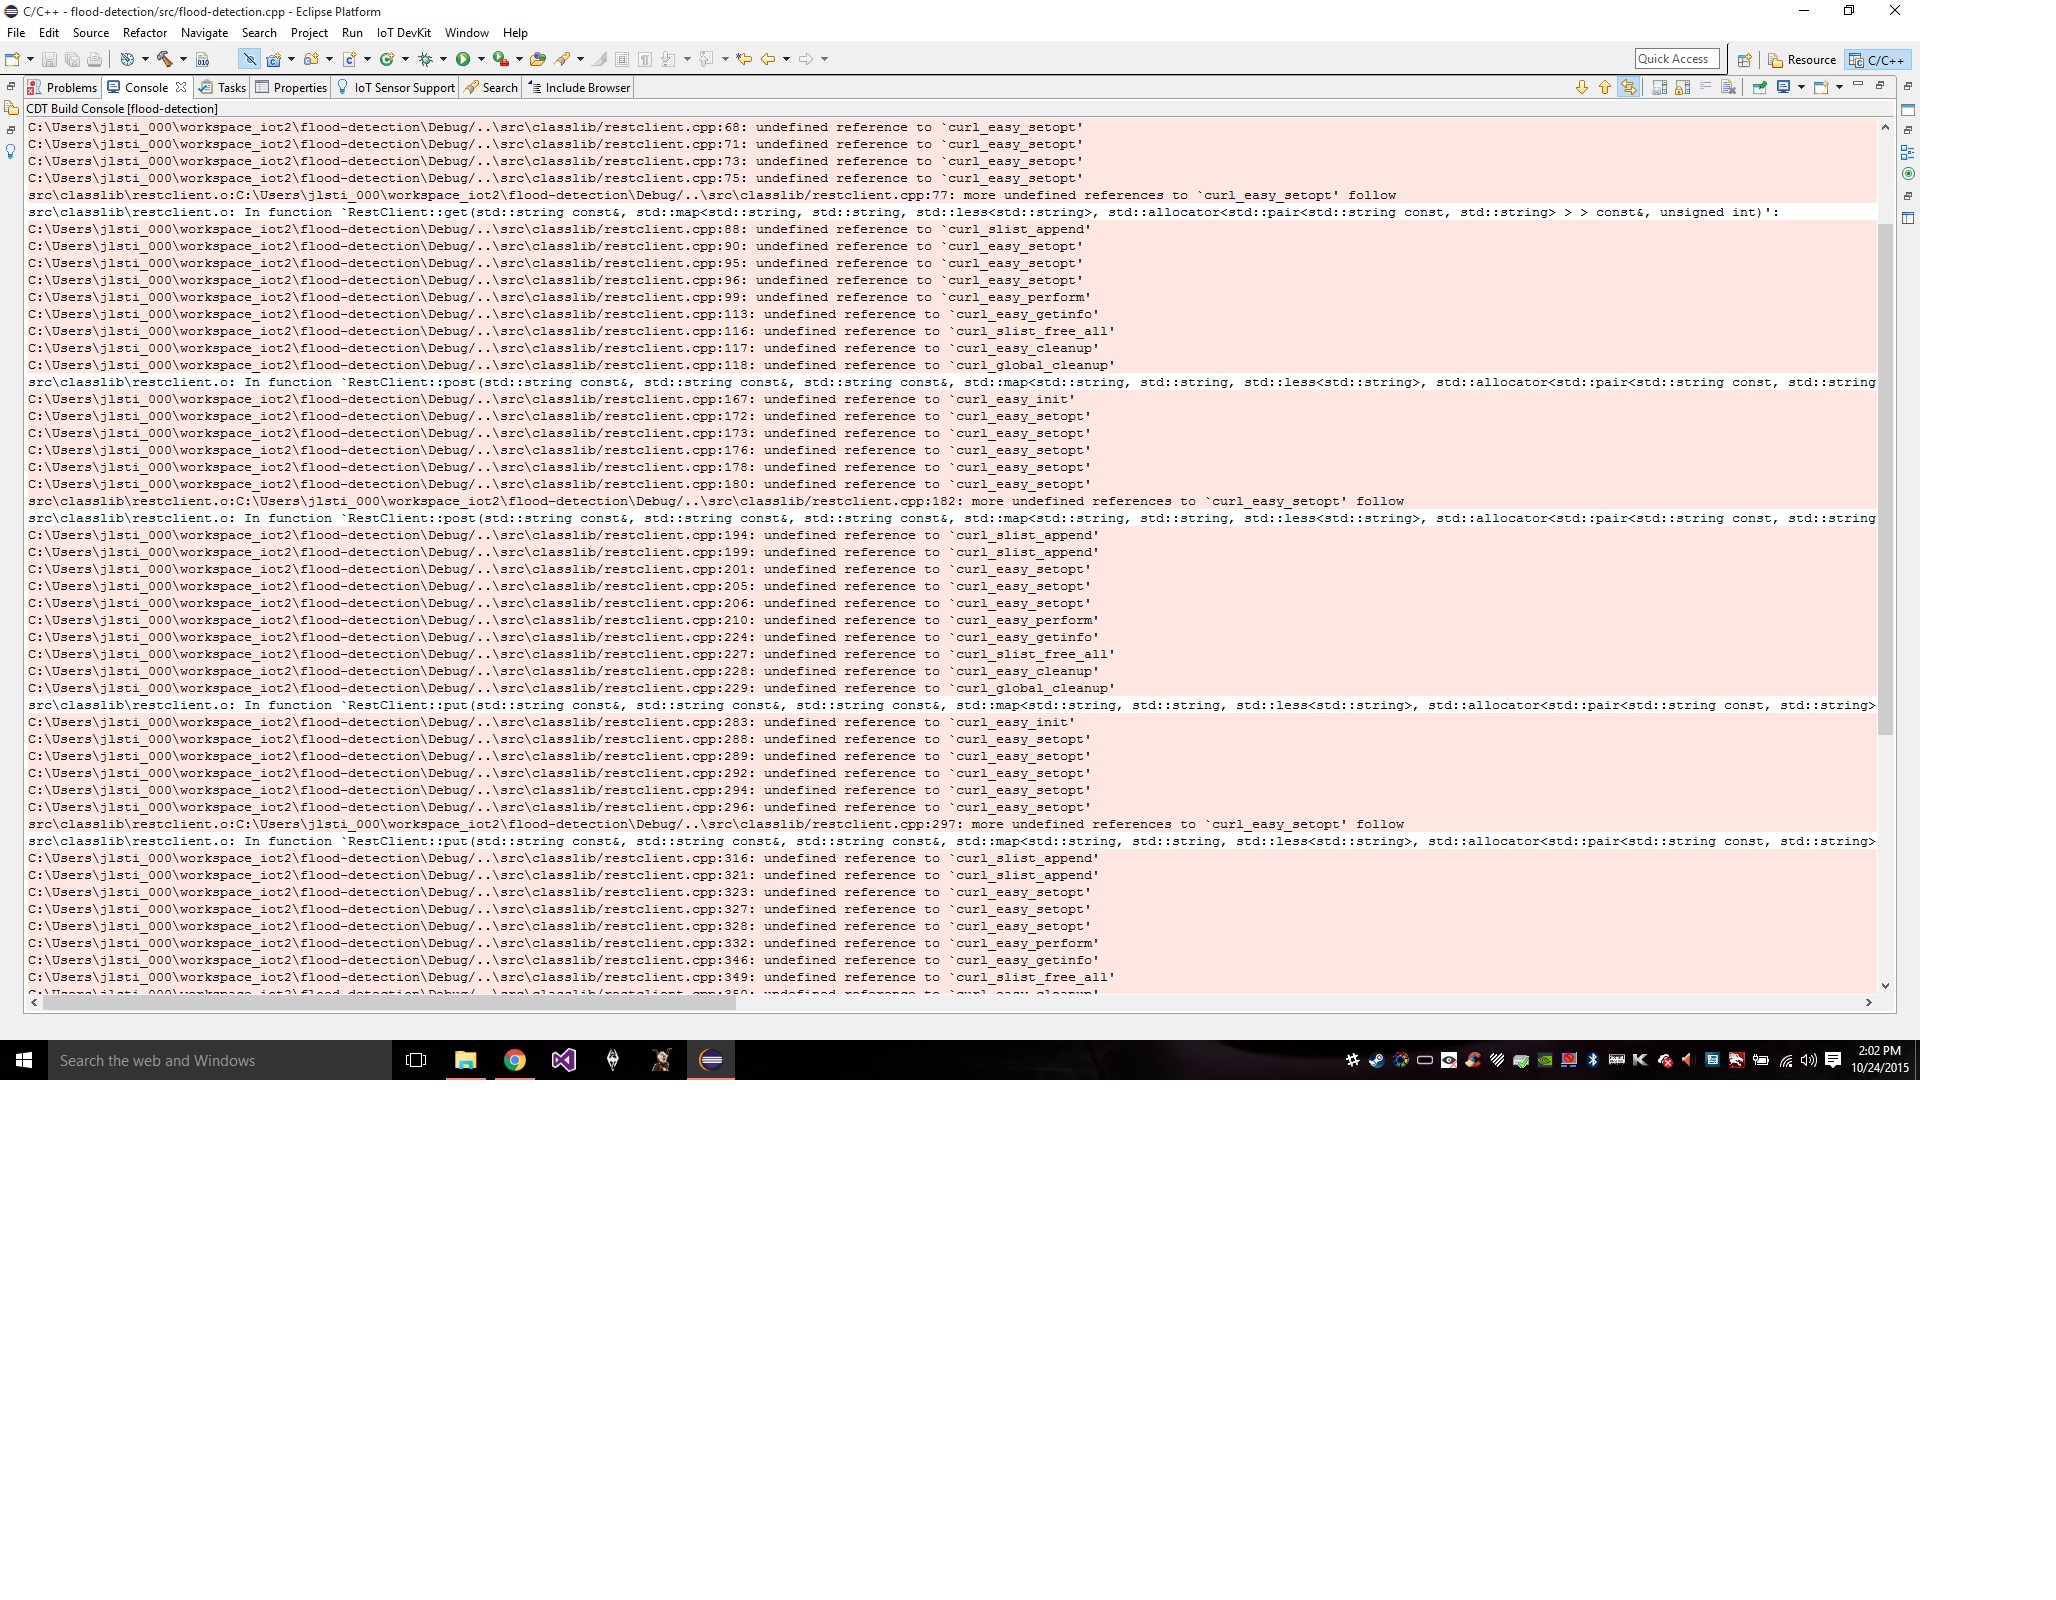 C/C++ - flood-detection/src/flood-detection.cpp - Eclipse Platform
File Edit Source Refactor Navigate Search Project Run IoT DevKit Window Help
Quick Access Resource C/C++
Problems Console Tasks Properties IoT Sensor Support Search Include Browser
CDT Build Console [flood-detection]
C:\Users\jlsti_000\workspace_iot2\flood-detection\Debug/..\src\classlib/restclient.cpp:68: undefined reference to `curl_easy_setopt'
C:\Users\jlsti_000\workspace_iot2\flood-detection\Debug/..\src\classlib/restclient.cpp:71: undefined reference to `curl_easy_setopt'
C:\Users\jlsti_000\workspace_iot2\flood-detection\Debug/..\src\classlib/restclient.cpp:73: undefined reference to `curl_easy_setopt'
C:\Users\jlsti_000\workspace_iot2\flood-detection\Debug/..\src\classlib/restclient.cpp:75: undefined reference to `curl_easy_setopt'
src\classlib\restclient.o:C:\Users\jlsti_000\workspace_iot2\flood-detection\Debug/..\src\classlib/restclient.cpp:77: more undefined references to `curl_easy_setopt' follow
src\classlib\restclient.o: In function `RestClient::get(std::string const&, std::map<std::string, std::string, std::less<std::string>, std::allocator<std::pair<std::string const, std::string> > > const&, unsigned int)':
C:\Users\jlsti_000\workspace_iot2\flood-detection\Debug/..\src\classlib/restclient.cpp:88: undefined reference to `curl_slist_append'
C:\Users\jlsti_000\workspace_iot2\flood-detection\Debug/..\src\classlib/restclient.cpp:90: undefined reference to `curl_easy_setopt'
C:\Users\jlsti_000\workspace_iot2\flood-detection\Debug/..\src\classlib/restclient.cpp:95: undefined reference to `curl_easy_setopt'
C:\Users\jlsti_000\workspace_iot2\flood-detection\Debug/..\src\classlib/restclient.cpp:96: undefined reference to `curl_easy_setopt'
C:\Users\jlsti_000\workspace_iot2\flood-detection\Debug/..\src\classlib/restclient.cpp:99: undefined reference to `curl_easy_perform'
C:\Users\jlsti_000\workspace_iot2\flood-detection\Debug/..\src\classlib/restclient.cpp:113: undefined reference to `curl_easy_getinfo'
C:\Users\jlsti_000\workspace_iot2\flood-detection\Debug/..\src\classlib/restclient.cpp:116: undefined reference to `curl_slist_free_all'
C:\Users\jlsti_000\workspace_iot2\flood-detection\Debug/..\src\classlib/restclient.cpp:117: undefined reference to `curl_easy_cleanup'
C:\Users\jlsti_000\workspace_iot2\flood-detection\Debug/..\src\classlib/restclient.cpp:118: undefined reference to `curl_global_cleanup'
src\classlib\restclient.o: In function `RestClient::post(std::string const&, std::string const&, std::string const&, std::map<std::string, std::string, std::less<std::string>, std::allocator<std::pair<std::string const, std::string
C:\Users\jlsti_000\workspace_iot2\flood-detection\Debug/..\src\classlib/restclient.cpp:167: undefined reference to `curl_easy_init'
C:\Users\jlsti_000\workspace_iot2\flood-detection\Debug/..\src\classlib/restclient.cpp:172: undefined reference to `curl_easy_setopt'
C:\Users\jlsti_000\workspace_iot2\flood-detection\Debug/..\src\classlib/restclient.cpp:173: undefined reference to `curl_easy_setopt'
C:\Users\jlsti_000\workspace_iot2\flood-detection\Debug/..\src\classlib/restclient.cpp:176: undefined reference to `curl_easy_setopt'
C:\Users\jlsti_000\workspace_iot2\flood-detection\Debug/..\src\classlib/restclient.cpp:178: undefined reference to `curl_easy_setopt'
C:\Users\jlsti_000\workspace_iot2\flood-detection\Debug/..\src\classlib/restclient.cpp:180: undefined reference to `curl_easy_setopt'
src\classlib\restclient.o:C:\Users\jlsti_000\workspace_iot2\flood-detection\Debug/..\src\classlib/restclient.cpp:182: more undefined references to `curl_easy_setopt' follow
src\classlib\restclient.o: In function `RestClient::post(std::string const&, std::string const&, std::string const&, std::map<std::string, std::string, std::less<std::string>, std::allocator<std::pair<std::string const, std::string
C:\Users\jlsti_000\workspace_iot2\flood-detection\Debug/..\src\classlib/restclient.cpp:194: undefined reference to `curl_slist_append'
C:\Users\jlsti_000\workspace_iot2\flood-detection\Debug/..\src\classlib/restclient.cpp:199: undefined reference to `curl_slist_append'
C:\Users\jlsti_000\workspace_iot2\flood-detection\Debug/..\src\classlib/restclient.cpp:201: undefined reference to `curl_easy_setopt'
C:\Users\jlsti_000\workspace_iot2\flood-detection\Debug/..\src\classlib/restclient.cpp:205: undefined reference to `curl_easy_setopt'
C:\Users\jlsti_000\workspace_iot2\flood-detection\Debug/..\src\classlib/restclient.cpp:206: undefined reference to `curl_easy_setopt'
C:\Users\jlsti_000\workspace_iot2\flood-detection\Debug/..\src\classlib/restclient.cpp:210: undefined reference to `curl_easy_perform'
C:\Users\jlsti_000\workspace_iot2\flood-detection\Debug/..\src\classlib/restclient.cpp:224: undefined reference to `curl_easy_getinfo'
C:\Users\jlsti_000\workspace_iot2\flood-detection\Debug/..\src\classlib/restclient.cpp:227: undefined reference to `curl_slist_free_all'
C:\Users\jlsti_000\workspace_iot2\flood-detection\Debug/..\src\classlib/restclient.cpp:228: undefined reference to `curl_easy_cleanup'
C:\Users\jlsti_000\workspace_iot2\flood-detection\Debug/..\src\classlib/restclient.cpp:229: undefined reference to `curl_global_cleanup'
src\classlib\restclient.o: In function `RestClient::put(std::string const&, std::string const&, std::string const&, std::map<std::string, std::string, std::less<std::string>, std::allocator<std::pair<std::string const, std::string>
C:\Users\jlsti_000\workspace_iot2\flood-detection\Debug/..\src\classlib/restclient.cpp:283: undefined reference to `curl_easy_init'
C:\Users\jlsti_000\workspace_iot2\flood-detection\Debug/..\src\classlib/restclient.cpp:288: undefined reference to `curl_easy_setopt'
C:\Users\jlsti_000\workspace_iot2\flood-detection\Debug/..\src\classlib/restclient.cpp:289: undefined reference to `curl_easy_setopt'
C:\Users\jlsti_000\workspace_iot2\flood-detection\Debug/..\src\classlib/restclient.cpp:292: undefined reference to `curl_easy_setopt'
C:\Users\jlsti_000\workspace_iot2\flood-detection\Debug/..\src\classlib/restclient.cpp:294: undefined reference to `curl_easy_setopt'
C:\Users\jlsti_000\workspace_iot2\flood-detection\Debug/..\src\classlib/restclient.cpp:296: undefined reference to `curl_easy_setopt'
src\classlib\restclient.o:C:\Users\jlsti_000\workspace_iot2\flood-detection\Debug/..\src\classlib/restclient.cpp:297: more undefined references to `curl_easy_setopt' follow
src\classlib\restclient.o: In function `RestClient::put(std::string const&, std::string const&, std::string const&, std::map<std::string, std::string, std::less<std::string>, std::allocator<std::pair<std::string const, std::string>
C:\Users\jlsti_000\workspace_iot2\flood-detection\Debug/..\src\classlib/restclient.cpp:316: undefined reference to `curl_slist_append'
C:\Users\jlsti_000\workspace_iot2\flood-detection\Debug/..\src\classlib/restclient.cpp:321: undefined reference to `curl_slist_append'
C:\Users\jlsti_000\workspace_iot2\flood-detection\Debug/..\src\classlib/restclient.cpp:323: undefined reference to `curl_easy_setopt'
C:\Users\jlsti_000\workspace_iot2\flood-detection\Debug/..\src\classlib/restclient.cpp:327: undefined reference to `curl_easy_setopt'
C:\Users\jlsti_000\workspace_iot2\flood-detection\Debug/..\src\classlib/restclient.cpp:328: undefined reference to `curl_easy_setopt'
C:\Users\jlsti_000\workspace_iot2\flood-detection\Debug/..\src\classlib/restclient.cpp:332: undefined reference to `curl_easy_perform'
C:\Users\jlsti_000\workspace_iot2\flood-detection\Debug/..\src\classlib/restclient.cpp:346: undefined reference to `curl_easy_getinfo'
C:\Users\jlsti_000\workspace_iot2\flood-detection\Debug/..\src\classlib/restclient.cpp:349: undefined reference to `curl_slist_free_all'
C:\Users\jlsti_000\workspace_iot2\flood-detection\Debug/..\src\classlib/restclient.cpp:350: undefined reference to `curl_easy_cleanup'
Search the web and Windows
2:02 PM
10/24/2015